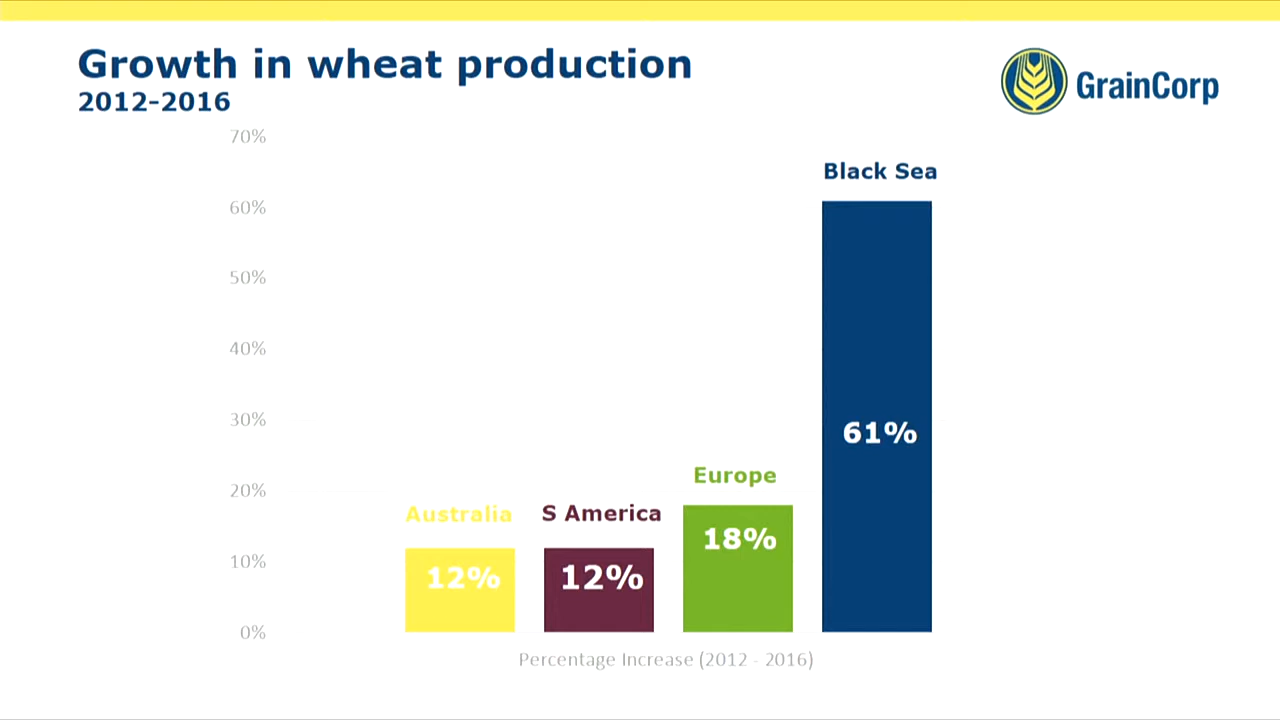 Growth in wheat production
2012-2016
GrainCorp
70%
60%
50%
40%
30%
20%
10%
0%
Australia
12%
S America
12%
Europe
18%
Black Sea
61%
Percentage Increase (2012 - 2016)